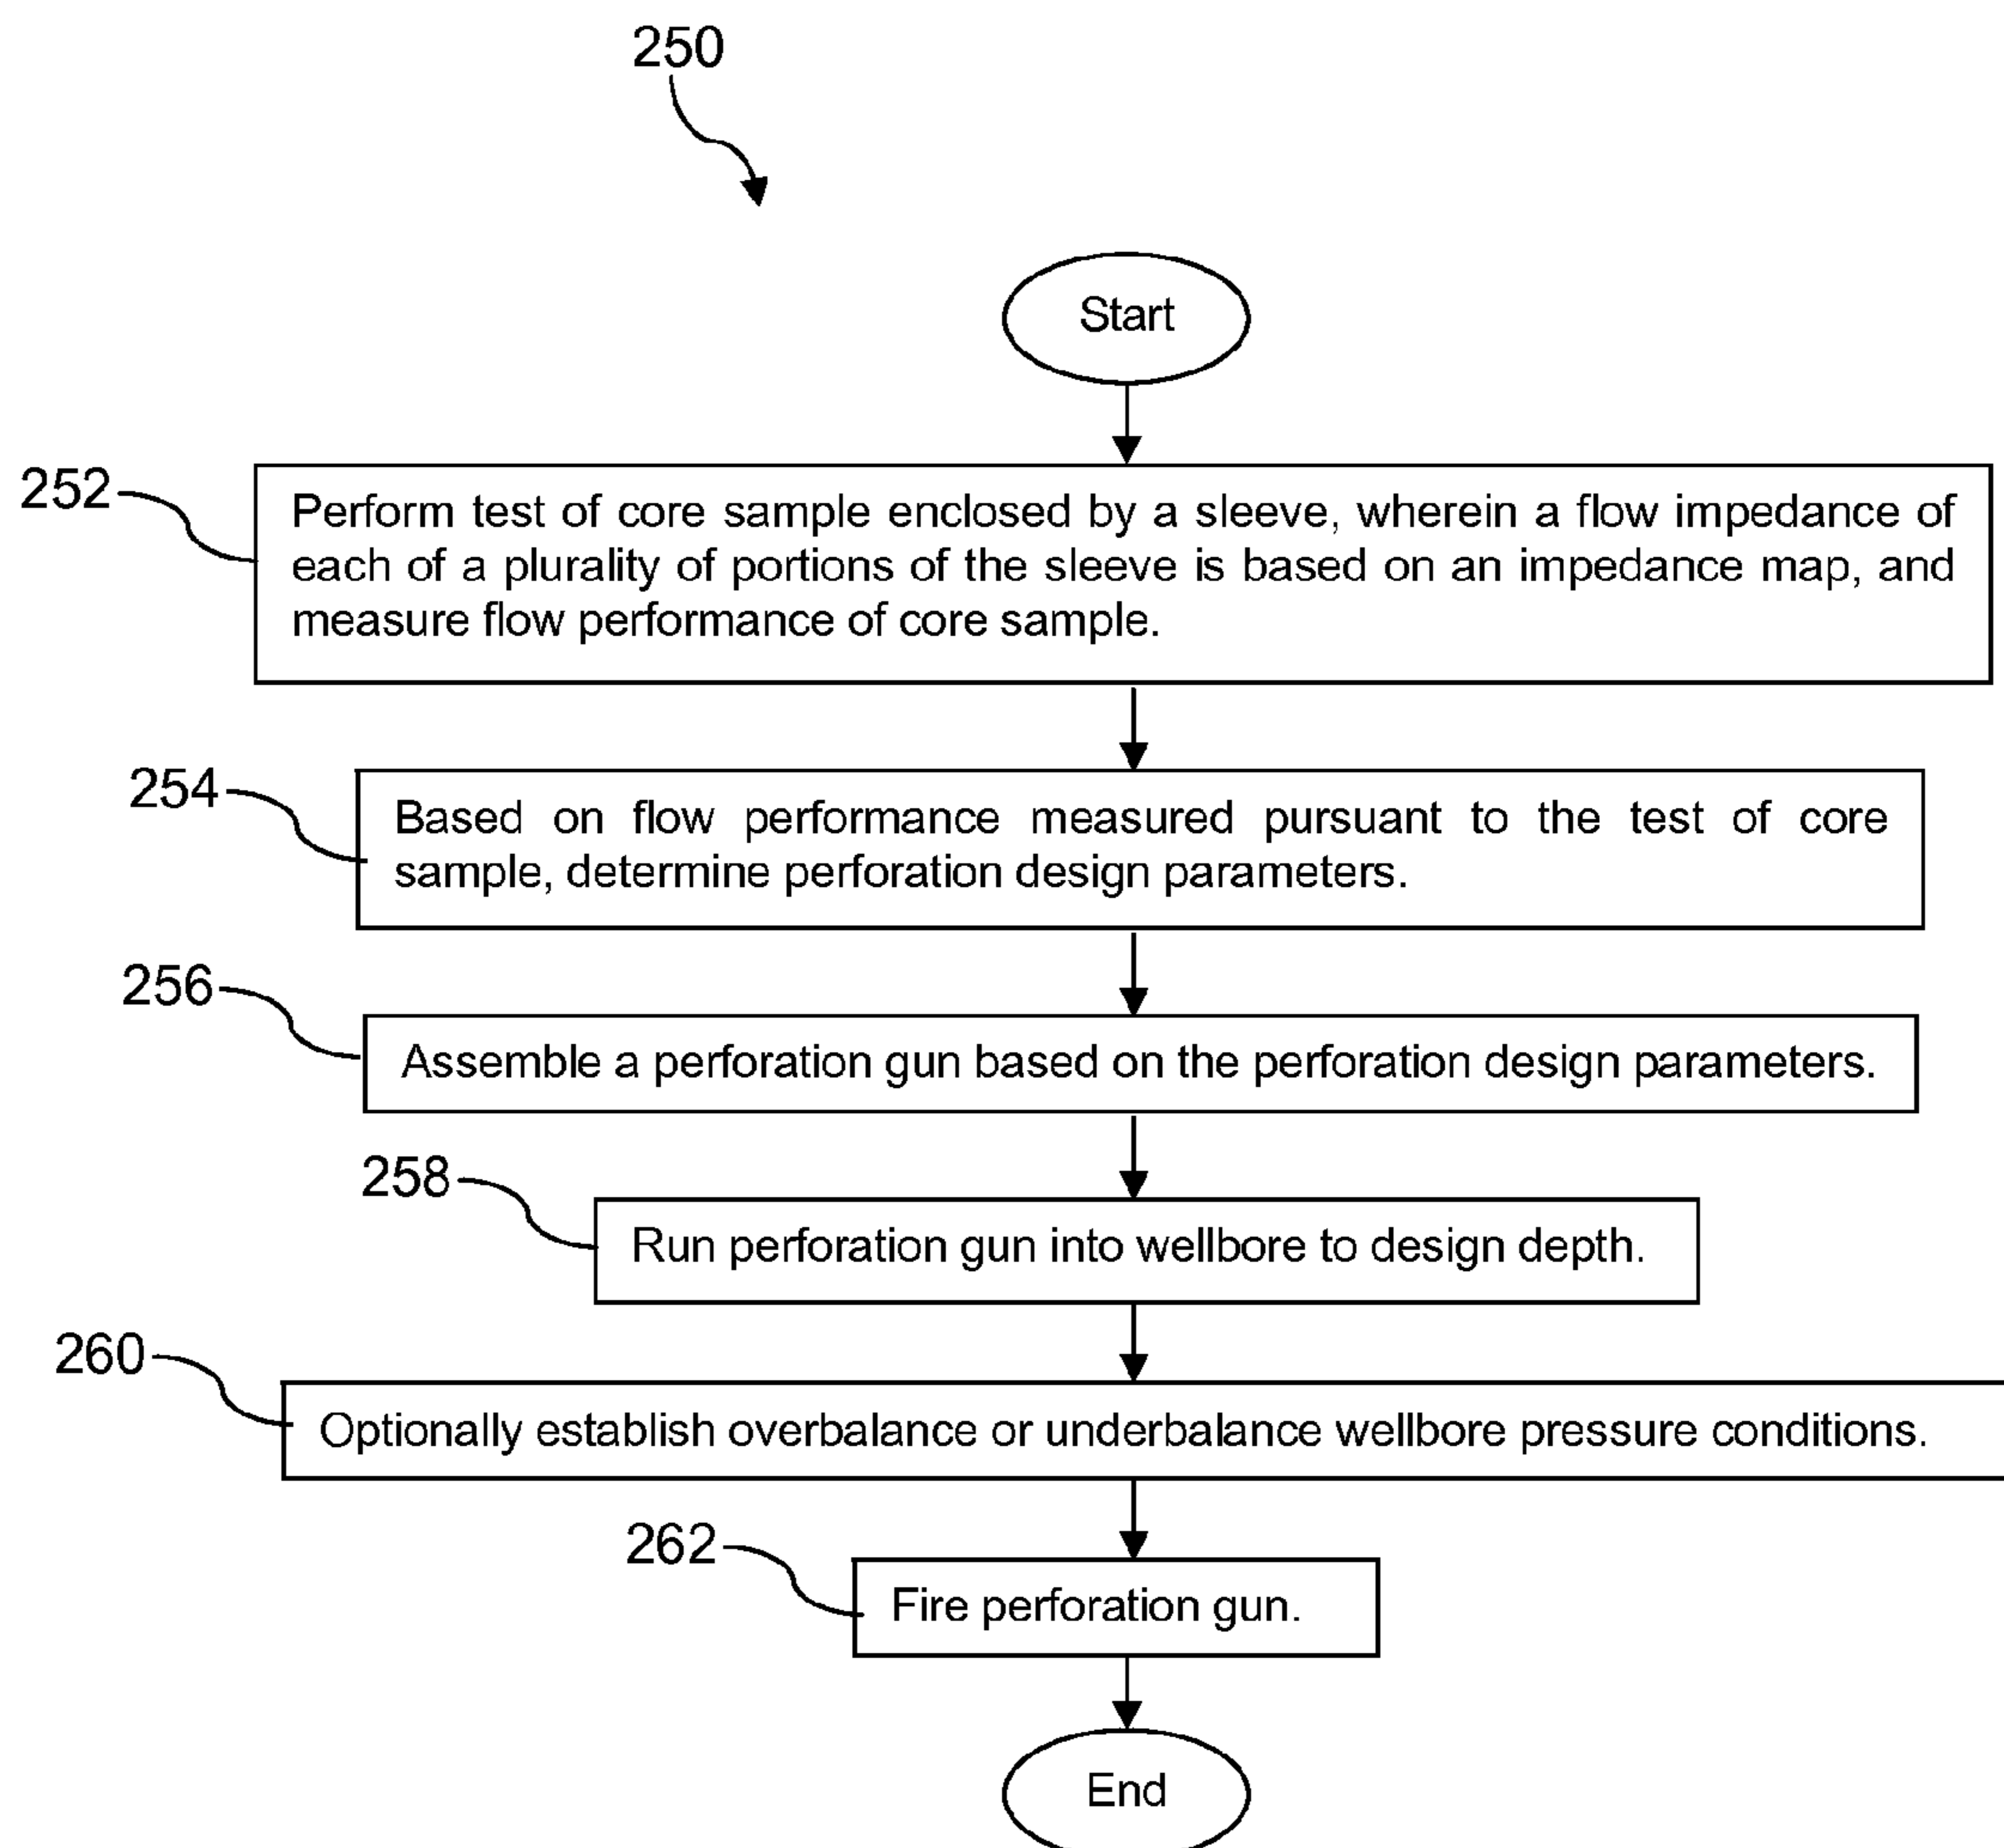 250
Start
252
Perform test of core sample enclosed by a sleeve, wherein a flow impedance of
each of a plurality of portions of the sleeve is based on an impedance map, and
measure flow performance of core sample.
254
Based on flow performance measured pursuant to the test of core
sample, determine perforation design parameters.
256
Assemble a perforation gun based on the perforation design parameters.
258
Run perforation gun into wellbore to design depth.
260
Optionally establish overbalance or underbalance wellbore pressure conditions.
262
Fire perforation gun.
End